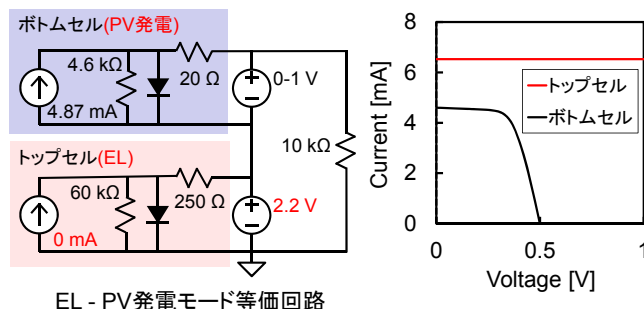 ボトムセル(PV発電)
4.6 kΩ
20 Ω
0-1 V
4.87 mA
トップセル(EL)
60 kΩ
250 Ω
2.2 V
10 kΩ
0 mA
EL - PV発電モード等価回路
Current [mA]
8
6
4
2
0
トップセル
ボトムセル
0
0.5
1
Voltage [V]